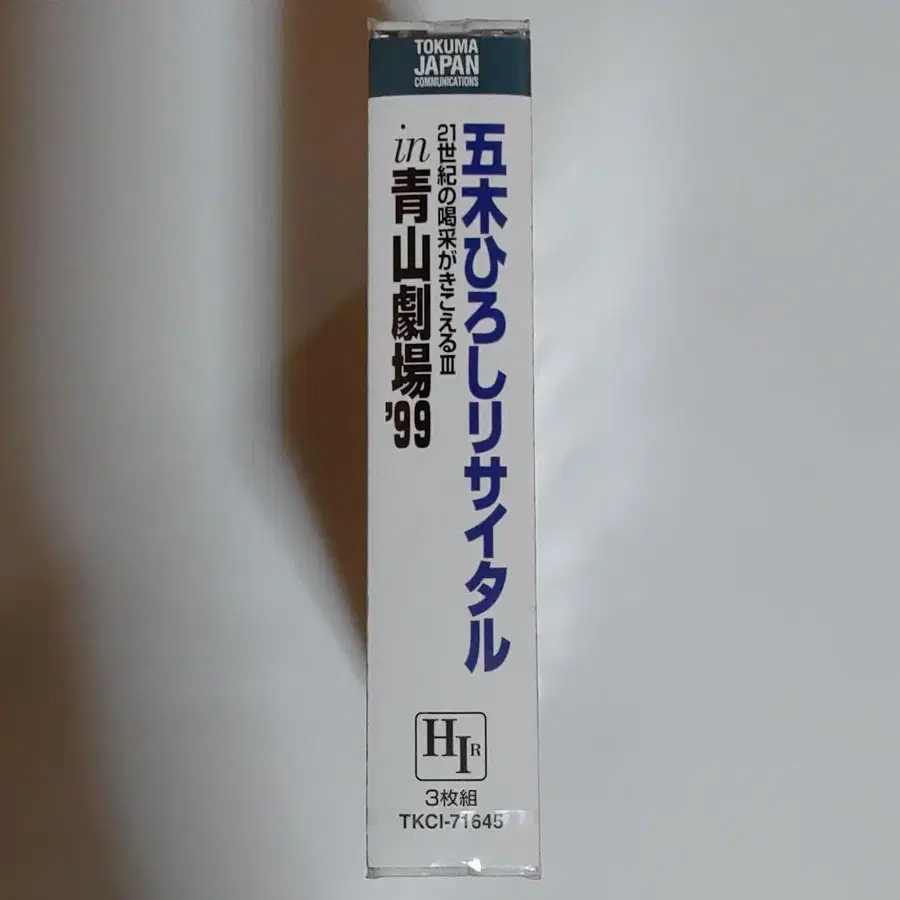 TOKUMA
JAPAN
COMMUNICATIONS
五木ひろしリサイタル
21世紀の喝采がきこえるⅢ
in青山劇場'99
HIR
3枚組
TKCI-71645